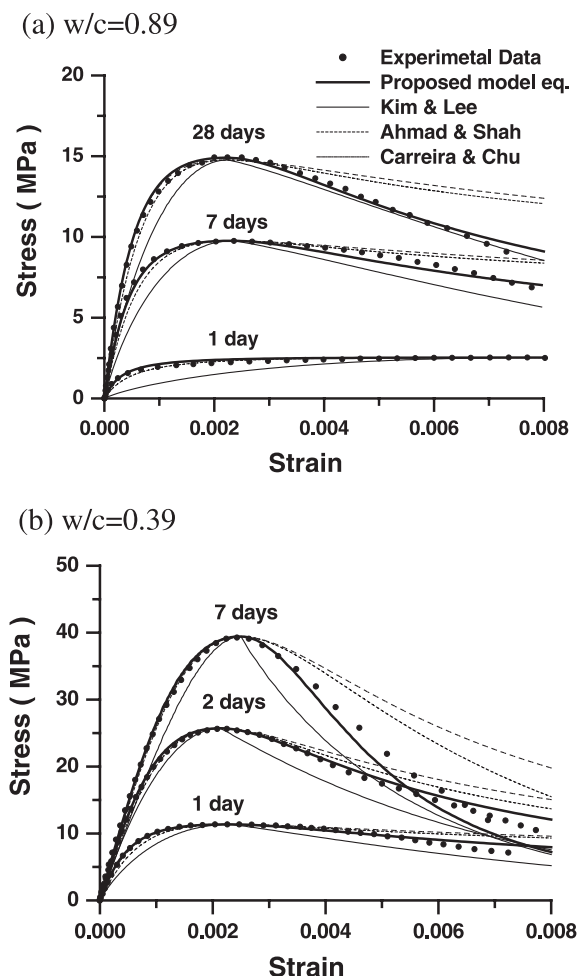 (a) w/c=0.89
Experimetal Data
Proposed model eq.
Kim & Lee
Ahmad & Shah
Carreira & Chu
20
15
10
5
0
Stress ( MPa )
28 days
7 days
1 day
0.000 0.002 0.004 0.006 0.008
Strain
(b) w/c=0.39
50
40
30
20
10
0
Stress ( MPa )
7 days
2 days
1 day
0.000 0.002 0.004 0.006 0.008
Strain